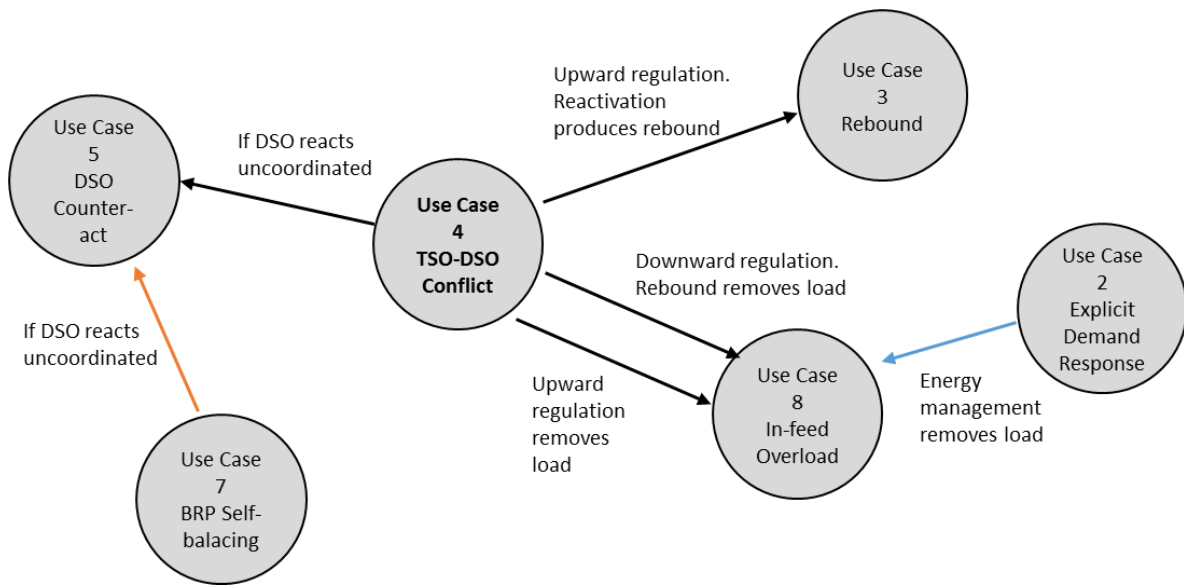 Use Case
3
Rebound
Upward regulation.
Reactivation
produces rebound
Use Case
5
DSO
Counter-
act
If DSO reacts
uncoordinated
Use Case
4
TSO-DSO
Conflict
Downward regulation.
Rebound removes load
Use Case
2
Explicit
Demand
Response
If DSO reacts
uncoordinated
Upward
regulation
removes
load
Use Case
8
In-feed
Overload
Energy
management
removes load
Use Case
7
BRP Self-
balacing